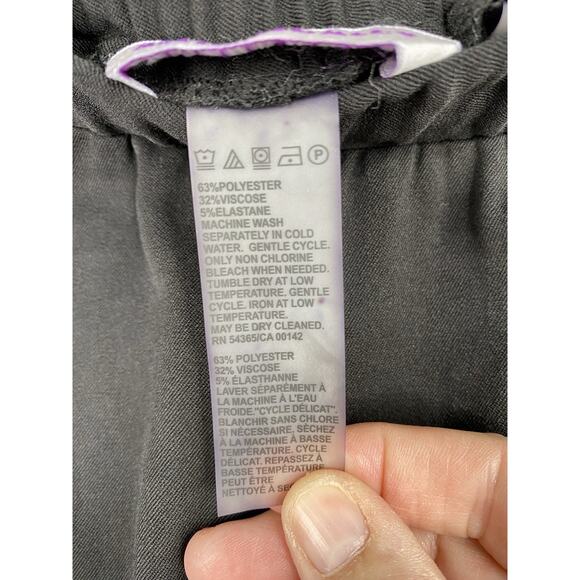 63%POLYESTER
32%VISCOSE
5%ELASTANE
MACHINE WASH
SEPARATELY IN COLD
WATER. GENTLE CYCLE.
ONLY NON CHLORINE
BLEACH WHEN NEEDED.
TUMBLE DRY AT LOW
TEMPERATURE. GENTLE
CYCLE. IRON AT LOW
TEMPERATURE.
MAY BE DRY CLEANED.
RN 54365/CA 00142
63% POLYESTER
32% VISCOSE
5% ÉLASTHANNE
LAVER SÉPARÉMENT À
LA MACHINE À L'EAU
FROIDE."CYCLE DÉLICAT".
BLANCHIR SANS CHLORE
SI NÉCESSAIRE. SÉCHEZ
À LA MACHINE À BASSE
TEMPÉRATURE. CYCLE
DÉLICAT. REPASSEZ À
BASSE TEMPÉRATURE
PEUT ÊTRE
NETTOYÉ À